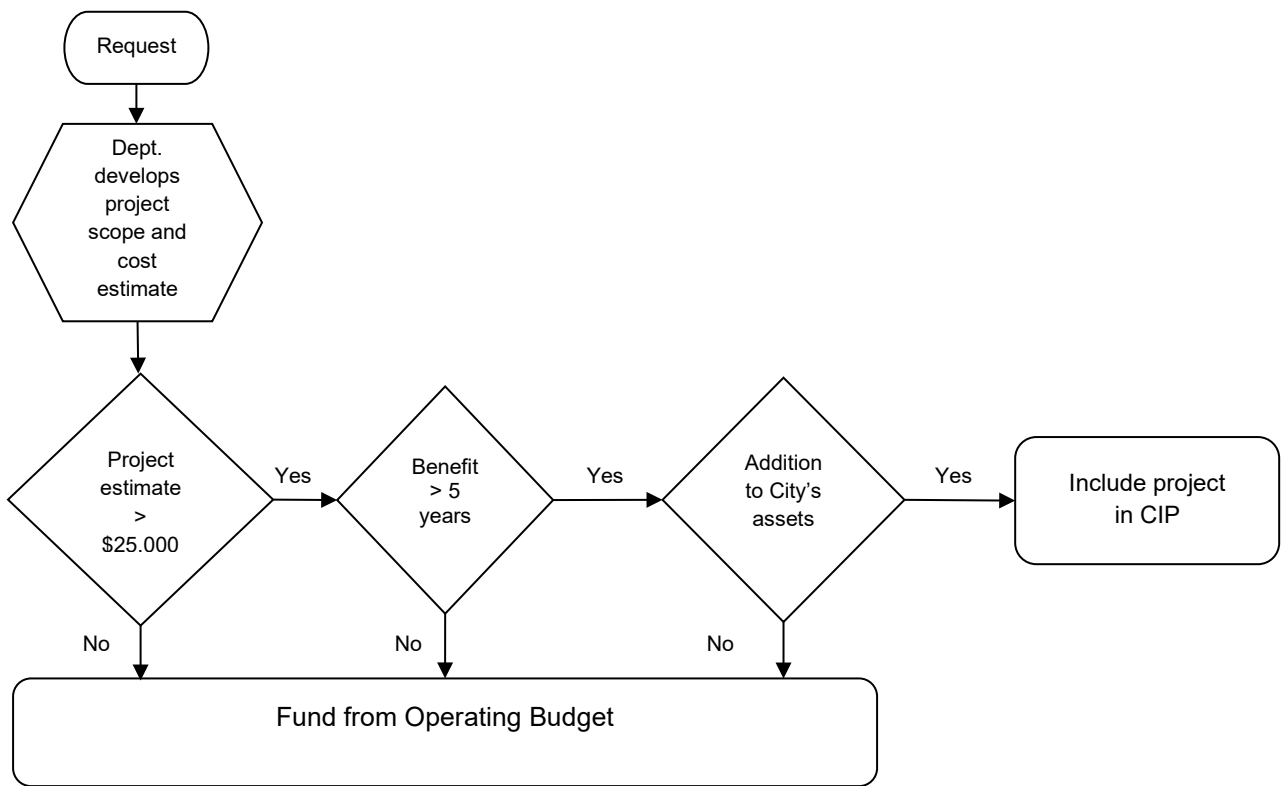 Request
Dept.
develops
project
scope and
cost
estimate
Project
estimate
>
$25.000
Yes
Benefit
> 5
years
Yes
Addition
to City’s
assets
Yes
Include project
in CIP
No
No
No
Fund from Operating Budget